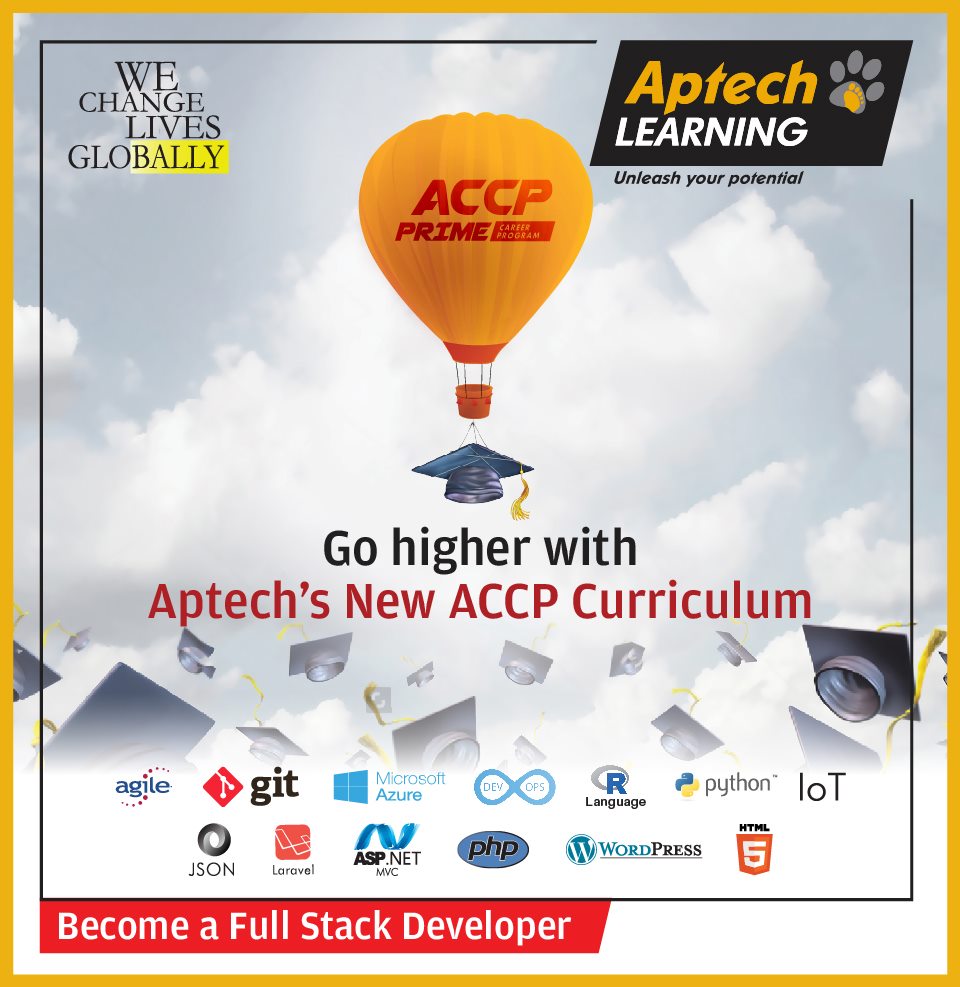 WE
CHANGE
LIVES
GLOBALLY
Aptech
LEARNING
Unleash your potential
ACCP
PRIME CAREER PROGRAM
Go higher with
Aptech's New ACCP Curriculum
agile
git
Microsoft
Azure
DEV OPS
R
Language
python™
IoT
JSON
Laravel
ASP.NET
MVC
php
WORDPRESS
HTML
5
Become a Full Stack Developer